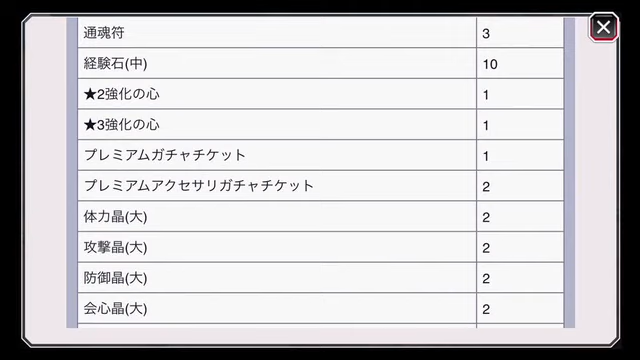 通魂符 3
経験石(中) 10
★2強化の心 1
★3強化の心 1
プレミアムガチャチケット 1
プレミアムアクセサリガチャチケット 2
体力晶(大) 2
攻撃晶(大) 2
防御晶(大) 2
会心晶(大) 2